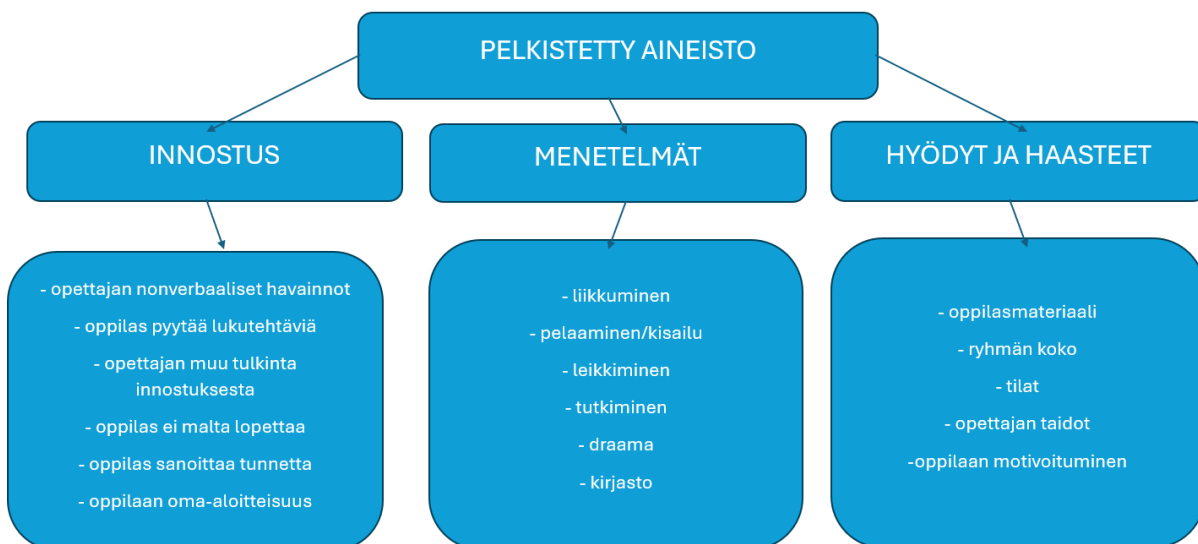 PELKISTETTY AINEISTO
INNOSTUS
MENETELMÄT
HYÖDYT JA HAASTEET
- opettajan nonverbaaliset havainnot
- oppilas pyytää lukutehtäviä
- opettajan muu tulkinta
innostuksesta
- oppilas ei malta lopettaa
- oppilas sanoittaa tunnetta
- oppilaan oma-aloitteisuus
- liikkuminen
- pelaaminen/kisailu
- leikkiminen
- tutkiminen
- draama
- kirjasto
- oppilasmateriaali
- ryhmän koko
- tilat
- opettajan taidot
-oppilaan motivoituminen